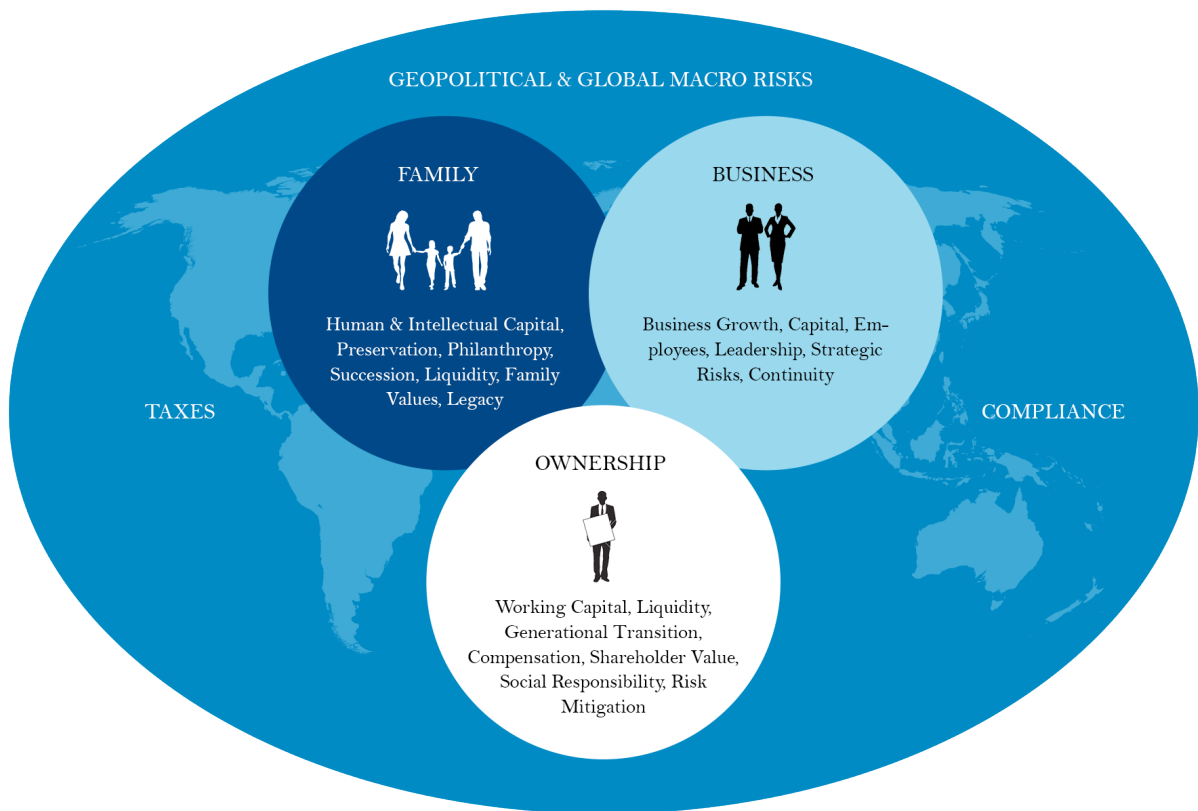 GEOPOLITICAL & GLOBAL MACRO RISKS
FAMILY
Human & Intellectual Capital,
Preservation, Philanthropy,
Succession, Liquidity, Family
Values, Legacy
BUSINESS
Business Growth, Capital, Em-
ployees, Leadership, Strategic
Risks, Continuity
TAXES
COMPLIANCE
OWNERSHIP
Working Capital, Liquidity,
Generational Transition,
Compensation, Shareholder Value,
Social Responsibility, Risk
Mitigation